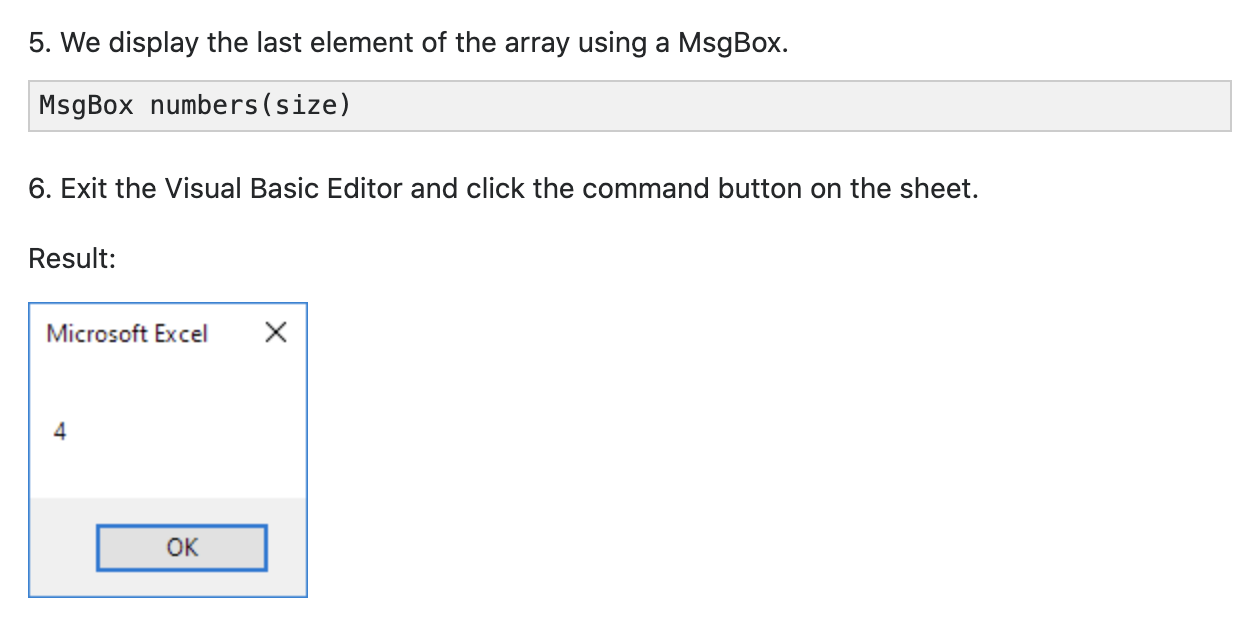 5. We display the last element of the array using a MsgBox.
MsgBox numbers(size)
6. Exit the Visual Basic Editor and click the command button on the sheet.
Result:
Microsoft Excel
4
OK